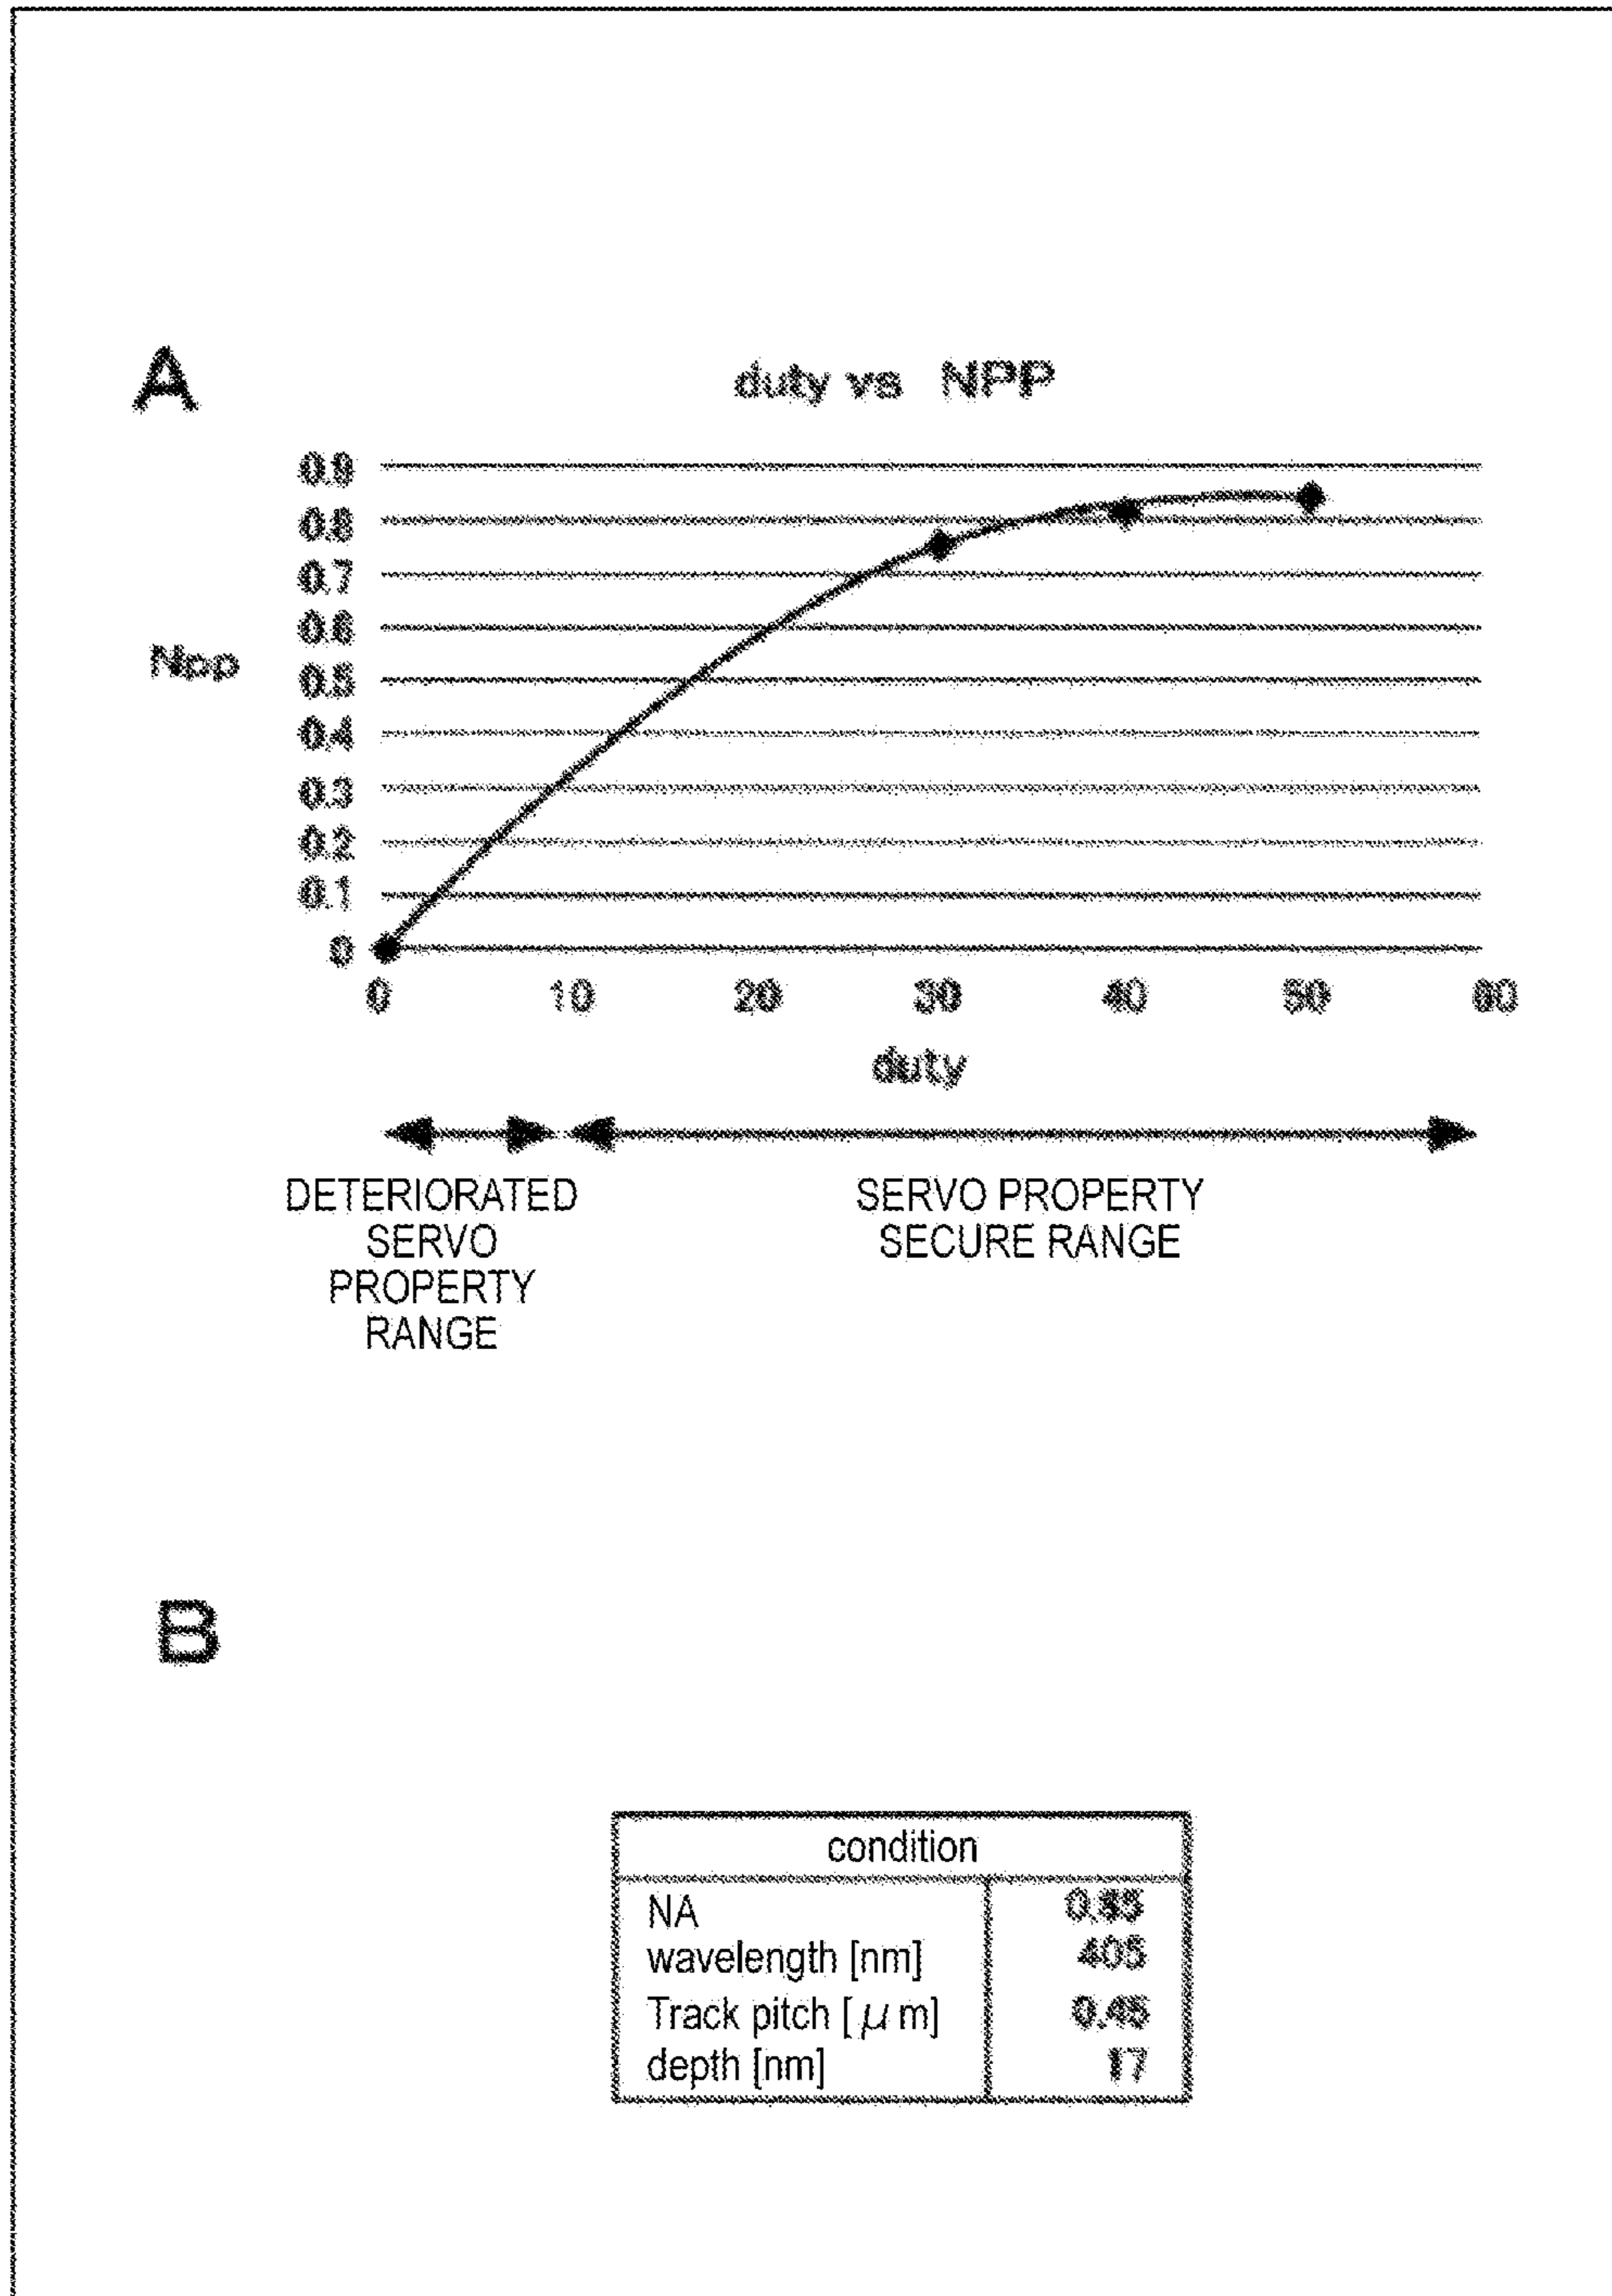 A
duty vs NPP
0.9
0.8
0.7
0.6
0.5
0.4
0.3
0.2
0.1
0
Npp
0 10 20 30 40 50 60
duty
DETERIORATED
SERVO
PROPERTY
RANGE
SERVO PROPERTY
SECURE RANGE
B
condition
NA 0.85
wavelength [nm] 405
Track pitch [ μm] 0.45
depth [nm] 17